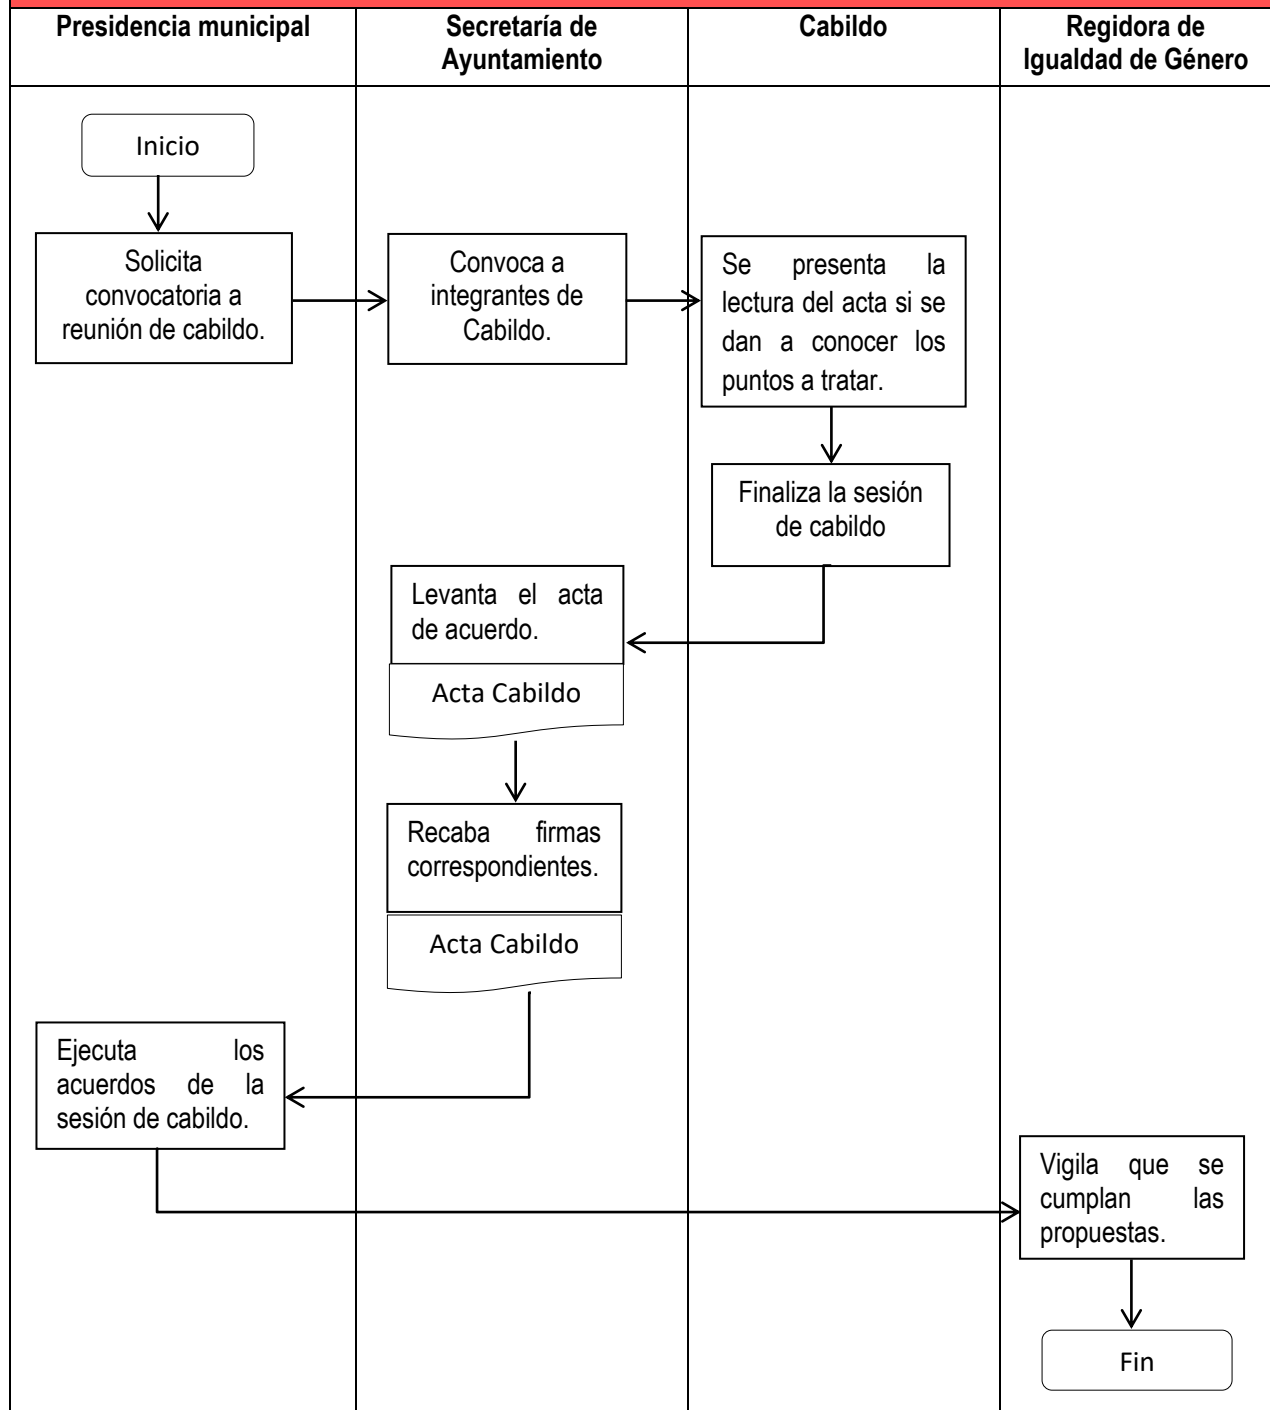 Presidencia municipal
Secretaría de
Ayuntamiento
Cabildo
Regidora de
Igualdad de Género
Inicio
Solicita
convocatoria a
reunión de cabildo.
Convoca a
integrantes de
Cabildo.
Se presenta la
lectura del acta si se
dan a conocer los
puntos a tratar.
Finaliza la sesión
de cabildo
Levanta el acta
de acuerdo.
Acta Cabildo
Recaba firmas
correspondientes.
Acta Cabildo
Ejecuta los
acuerdos de la
sesión de cabildo.
Vigila que se
cumplan las
propuestas.
Fin